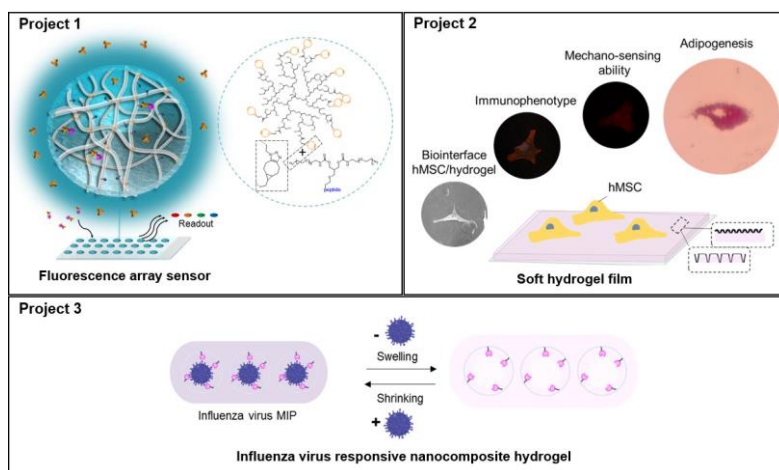 Project 1
Readout
peptide
Fluorescence array sensor
Project 2
Mechano-sensing
ability
Adipogenesis
Immunophenotype
Biointerface
hMSC/hydrogel
hMSC
Soft hydrogel film
Project 3
-
Swelling
Shrinking
+
Influenza virus MIP
Influenza virus responsive nanocomposite hydrogel